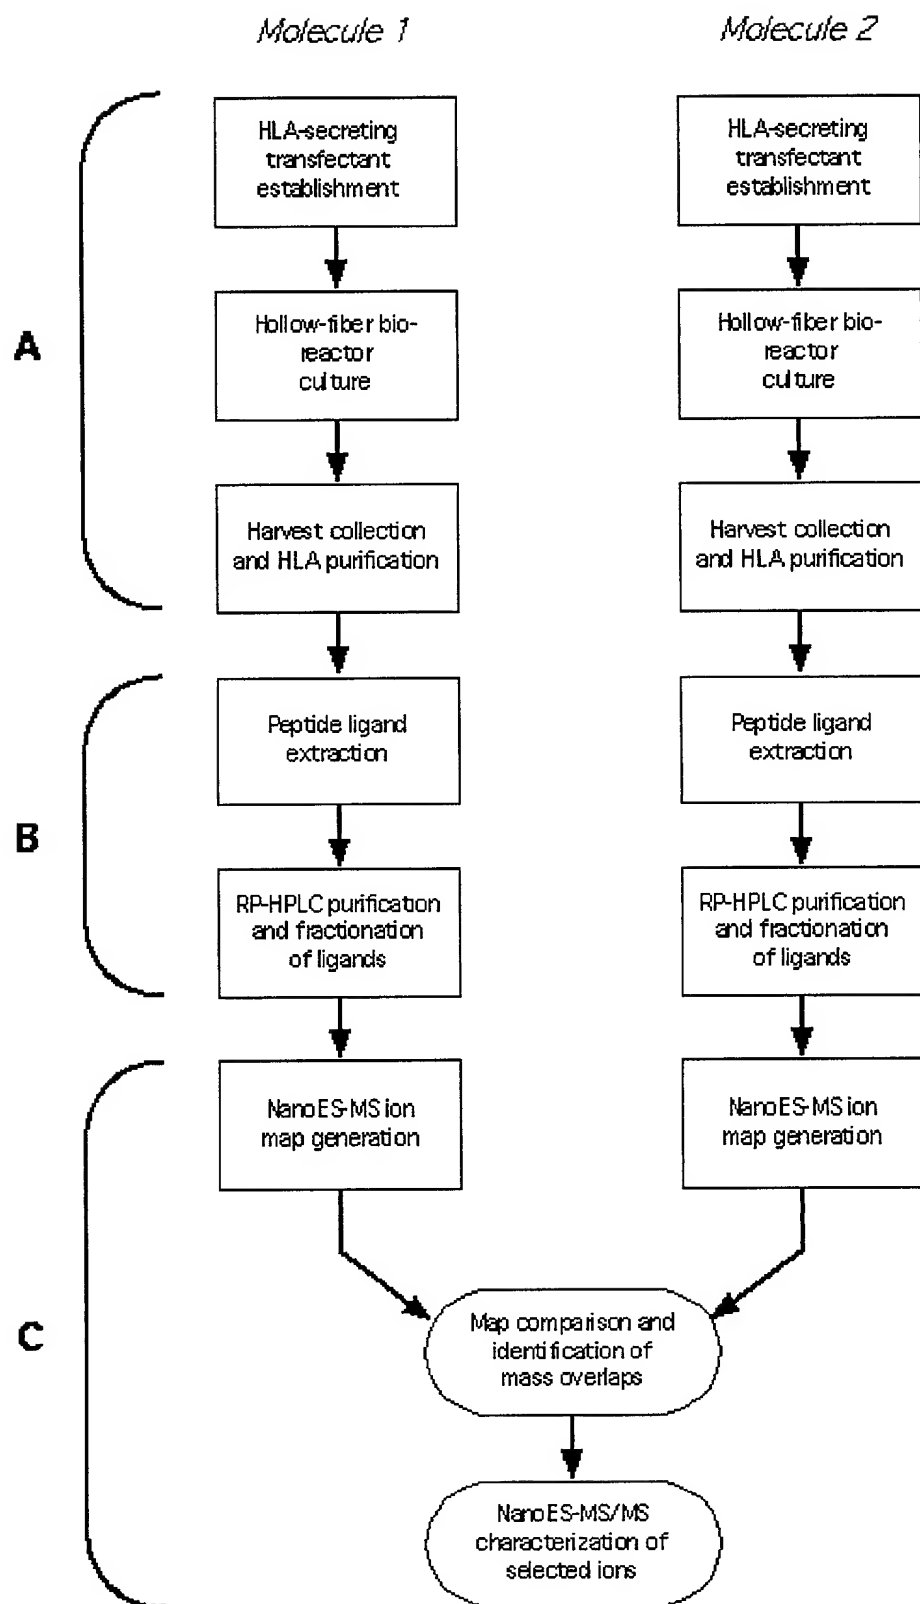 Molecule 1
Molecule 2
A
HLA-secreting
transfectant
establishment
HLA-secreting
transfectant
establishment
Hollow-fiber bio-
reactor
culture
Hollow-fiber bio-
reactor
culture
Harvest collection
and HLA purification
Harvest collection
and HLA purification
B
Peptide ligand
extraction
Peptide ligand
extraction
RP-HPLC purification
and fractionation
of ligands
RP-HPLC purification
and fractionation
of ligands
C
NanoES-MS ion
map generation
NanoES-MS ion
map generation
Map comparison and
identification of
mass overlaps
NanoES-MS/MS
characterization of
selected ions